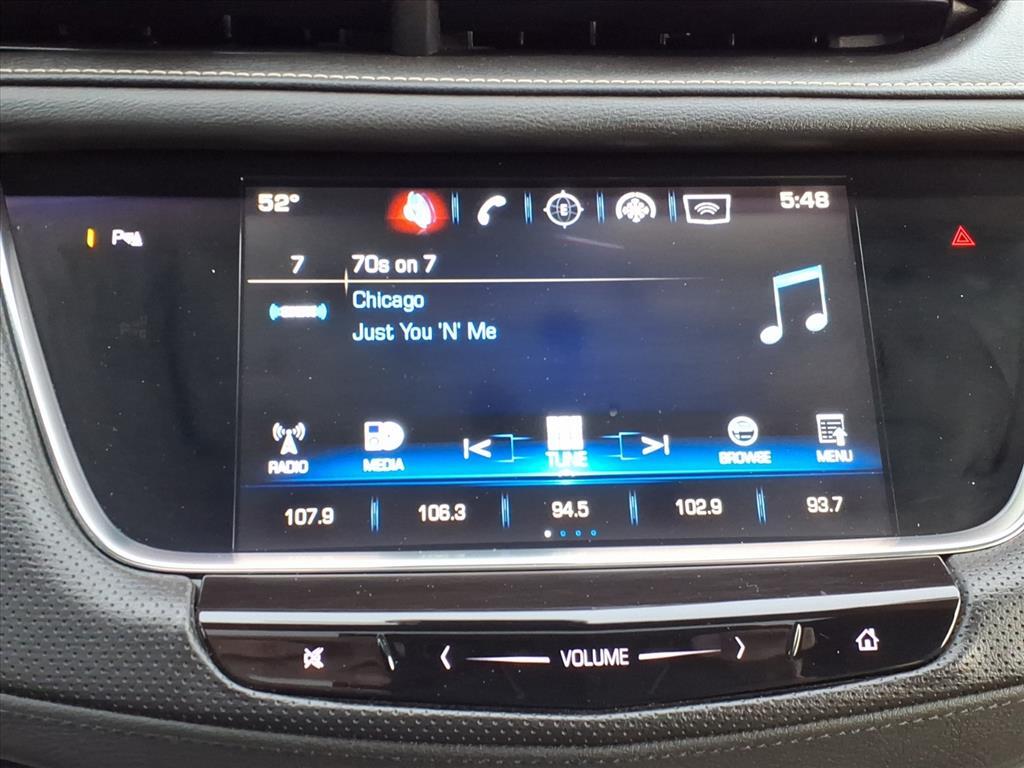 52° 5:48
P
7 70s on 7
Chicago
Just You 'N' Me
RADIO MEDIA TUNE BROWSE MENU
107.9 106.3 94.5 102.9 93.7
VOLUME